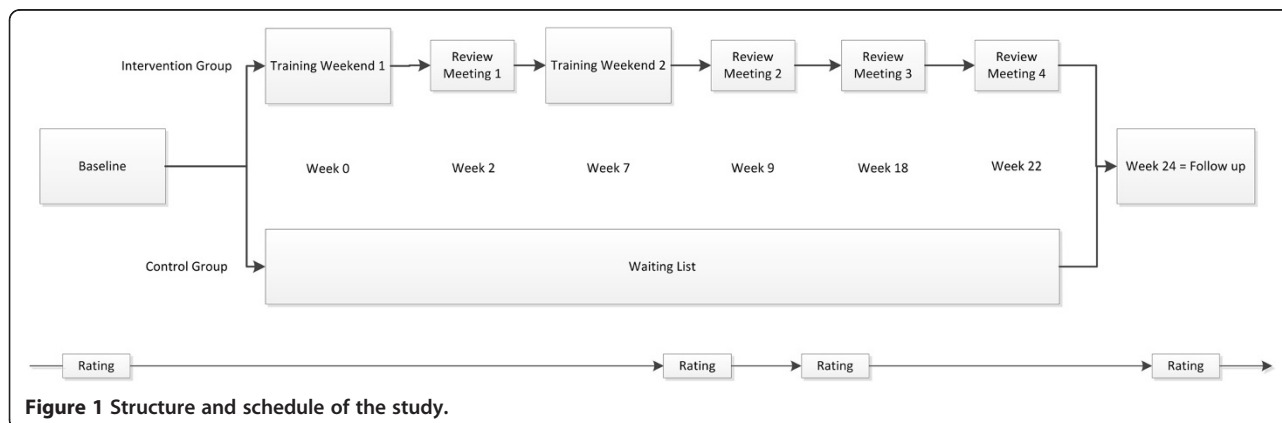 Intervention Group
Training Weekend 1
Review
Meeting 1
Training Weekend 2
Review
Meeting 2
Review
Meeting 3
Review
Meeting 4
Baseline
Week 0
Week 2
Week 7
Week 9
Week 18
Week 22
Week 24 = Follow up
Control Group
Waiting List
Rating
Rating
Rating
Rating
Figure 1 Structure and schedule of the study.